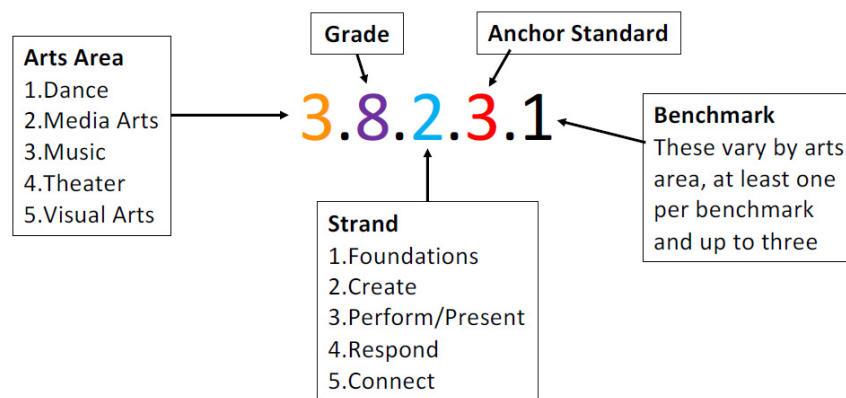 Grade
Anchor Standard
Arts Area
1.Dance
2.Media Arts
3.Music
4.Theater
5.Visual Arts
3.8.2.3.1
Benchmark
These vary by arts
area, at least one
per benchmark
and up to three
Strand
1.Foundations
2.Create
3.Perform/Present
4.Respond
5.Connect